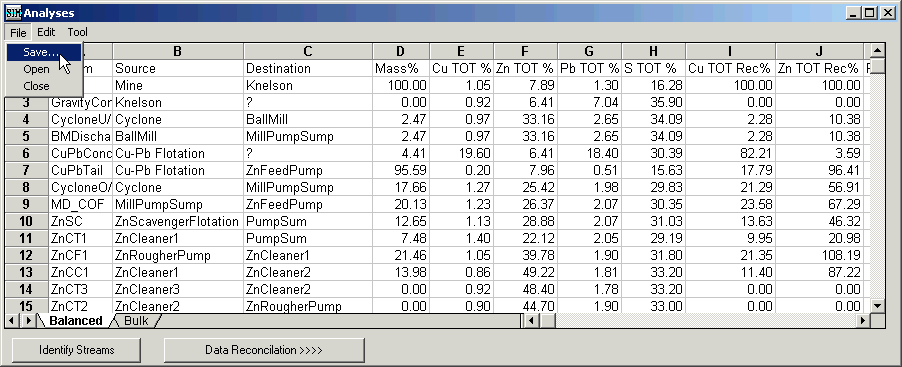 SIM Analyses
File Edit Tool
Save...
Open
Close
B C D E F G H I J
Source Destination Mass% Cu TOT % Zn TOT % Pb TOT % S TOT % Cu TOT Rec% Zn TOT Rec%
Mine Knelson 100.00 1.05 7.89 1.30 16.28 100.00 100.00
3 GravityCon Knelson ? 0.00 0.92 6.41 7.04 35.90 0.00 0.00
4 CycloneU/ Cyclone BallMill 2.47 0.97 33.16 2.65 34.09 2.28 10.38
5 BMDischa BallMill MillPumpSump 2.47 0.97 33.16 2.65 34.09 2.28 10.38
6 CuPbConc Cu-Pb Flotation ? 4.41 19.60 6.41 18.40 30.39 82.21 3.59
7 CuPbTail Cu-Pb Flotation ZnFeedPump 95.59 0.20 7.96 0.51 15.63 17.79 96.41
8 CycloneO/ Cyclone MillPumpSump 17.66 1.27 25.42 1.98 29.83 21.29 56.91
9 MD_COF MillPumpSump ZnFeedPump 20.13 1.23 26.37 2.07 30.35 23.58 67.29
10 ZnSC ZnScavengerFlotation PumpSum 12.65 1.13 28.88 2.07 31.03 13.63 46.32
11 ZnCT1 ZnCleaner1 PumpSum 7.48 1.40 22.12 2.05 29.19 9.95 20.98
12 ZnCF1 ZnRougherPump ZnCleaner1 21.46 1.05 39.78 1.90 31.80 21.35 108.19
13 ZnCC1 ZnCleaner1 ZnCleaner2 13.98 0.86 49.22 1.81 33.20 11.40 87.22
14 ZnCT3 ZnCleaner3 ZnCleaner2 0.00 0.92 48.40 1.78 33.20 0.00 0.00
15 ZnCT2 ZnCleaner2 ZnRougherPump 0.00 0.90 44.70 1.90 33.00 0.00 0.00
Balanced Bulk
Identify Streams Data Reconcilation >>>>